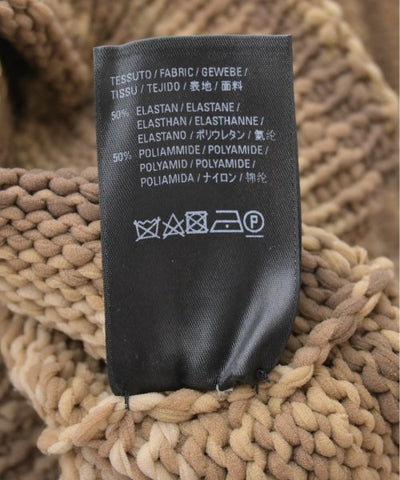 TESSUTO / FABRIC / GEWEBE /
TISSU / TEJIDO / 表地 / 面料
50% ELASTAN / ELASTANE /
ELASTHAN / ELASTHANNE /
ELASTANO / ポリウレタン / 氨纶
50% POLIAMMIDE / POLYAMIDE /
POLYAMID / POLYAMIDE /
POLIAMIDA / ナイロン / 锦纶
P